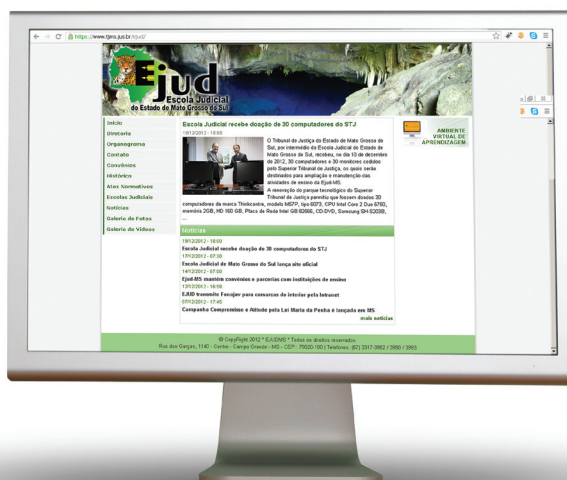 https://www.tjms.jus.br/ejud/
Ejud
Escola Judicial
do Estado de Mato Grosso do Sul
Início
Diretoria
Organograma
Contato
Convênios
Histórico
Atos Normativos
Escolas Judiciais
Notícias
Galeria de Fotos
Galeria de Vídeos
Escola Judicial recebe doação de 30 computadores do STJ
19/12/2012 - 18:00
O Tribunal de Justiça do Estado de Mato Grosso do
Sul, por intermédio da Escola Judicial do Estado de
Mato Grosso do Sul, recebeu, no dia 10 de dezembro
de 2012, 30 computadores e 30 monitores cedidos
pelo Superior Tribunal de Justiça, os quais serão
destinados para ampliação e manutenção das
atividades de ensino da Ejud-MS.
A renovação do parque tecnológico do Superior
Tribunal de Justiça permitiu que fossem doados 30
computadores da marca Thinkcentre, modelo M57P, tipo 6073, CPU Intel Core 2 Duo
memória 2GB, HD 160 GB, Placa de Rede Intel GB CD-DVD, Samsung
...
AMBIENTE
VIRTUAL DE
APRENDIZAGEM
Notícias
19/12/2012 - 18:00
Escola Judicial recebe doação de 30 computadores do STJ
17/12/2012 - 07:30
Escola Judicial de Mato Grosso do Sul lança site oficial
14/12/2012 - 07:00
Ejud-MS mantém convênios e parcerias com instituições de ensino
12/12/2012 - 16:50
EJUD transmite Fonajev para comarcas do interior pela Intranet
07/12/2012 - 17:45
Campanha Compromisso e Atitude pela Lei Maria da Penha é lançada em MS
mais notícias
© CopyRight 2012 * EJUDMS * Todos os direitos reservados
Rua das Garças, 1140 - Centro - Campo Grande - MS - CEP: 79020-180 | Telefones: (67) 3317-3962 / 3980 / 3993